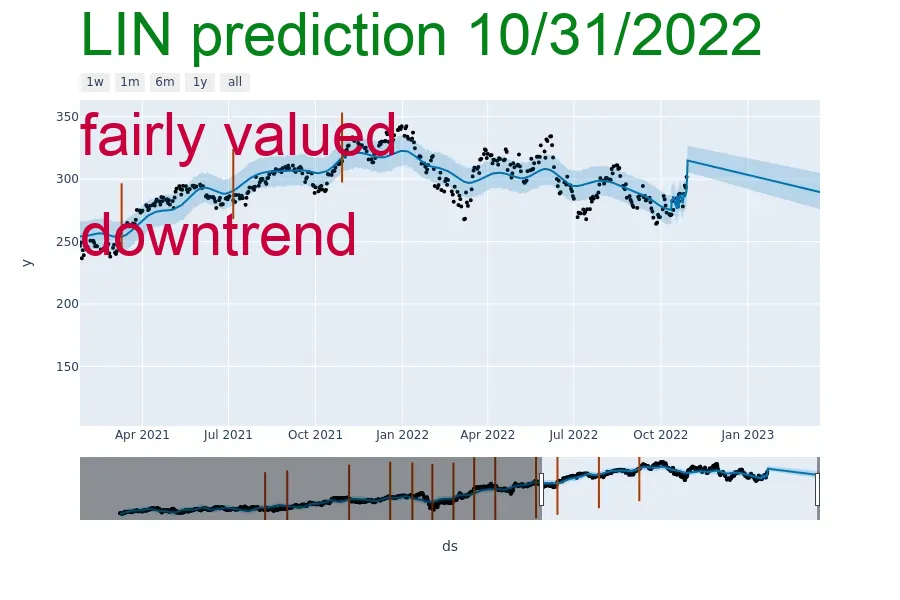 LIN prediction 10/31/2022
1w 1m 6m 1y all
350
fairly valued
300
downtrend
250
y
200
150
Apr 2021 Jul 2021 Oct 2021 Jan 2022 Apr 2022 Jul 2022 Oct 2022 Jan 2023
ds